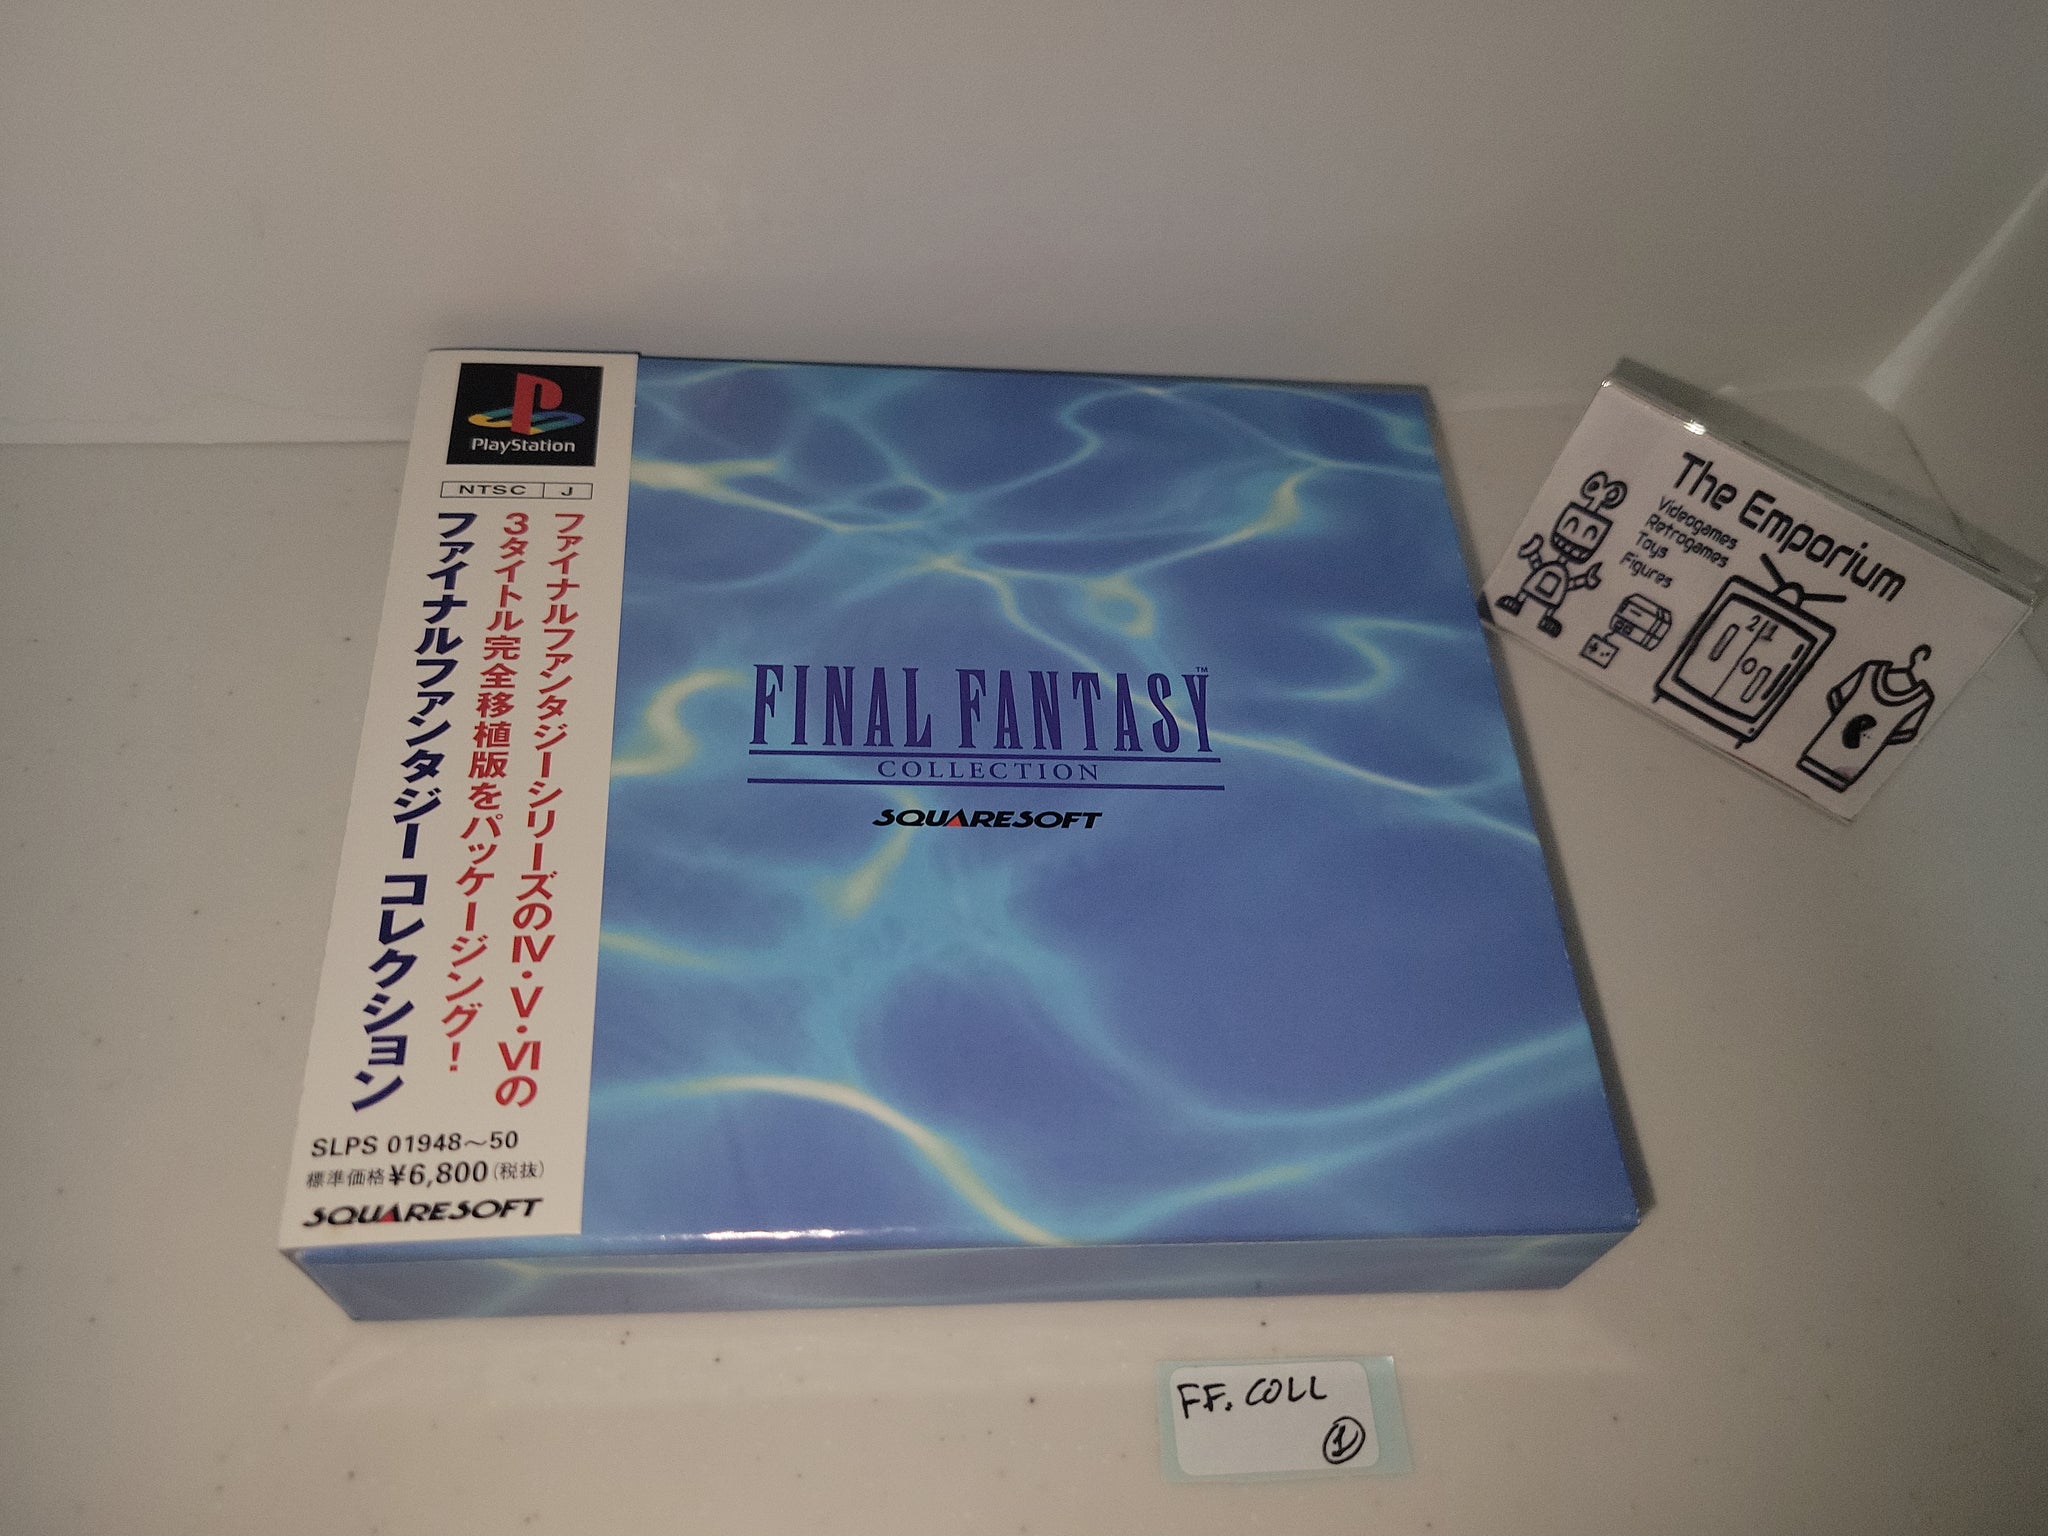 PlayStation
NTSC J
ファイナルファンタジーシリーズのⅣ・Ⅴ・Ⅵの
3タイトル完全移植版をパッケージング!
ファイナルファンタジー コレクション
SLPS 01948~50
標準価格¥6,800(税抜)
SQUARESOFT
FINAL FANTASY™
COLLECTION
SQUARESOFT
The Emporium
Videogames
Retrogames
Toys
Figures
21
FF. COLL
①